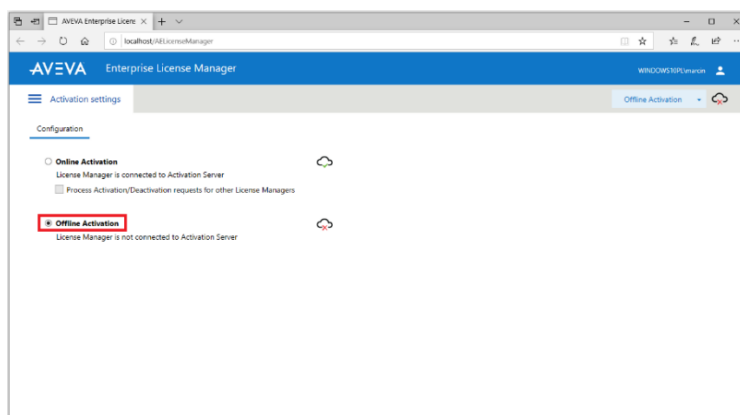 AVEVA Enterprise Licens
localhost/AELicenseManager
AVEVA Enterprise License Manager
WINDOWS10PL\marcin
Activation settings
Offline Activation
Configuration
Online Activation
License Manager is connected to Activation Server
Process Activation/Deactivation requests for other License Managers
Offline Activation
License Manager is not connected to Activation Server